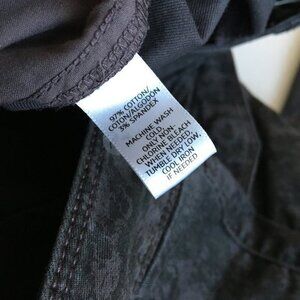 97% COTTON/
COTON/ALGODON
3% SPANDEX
MACHINE WASH
COLD
ONLY NON
CHLORINE BLEACH
WHEN NEEDED
TUMBLE DRY LOW,
COOL IRON
IF NEEDED